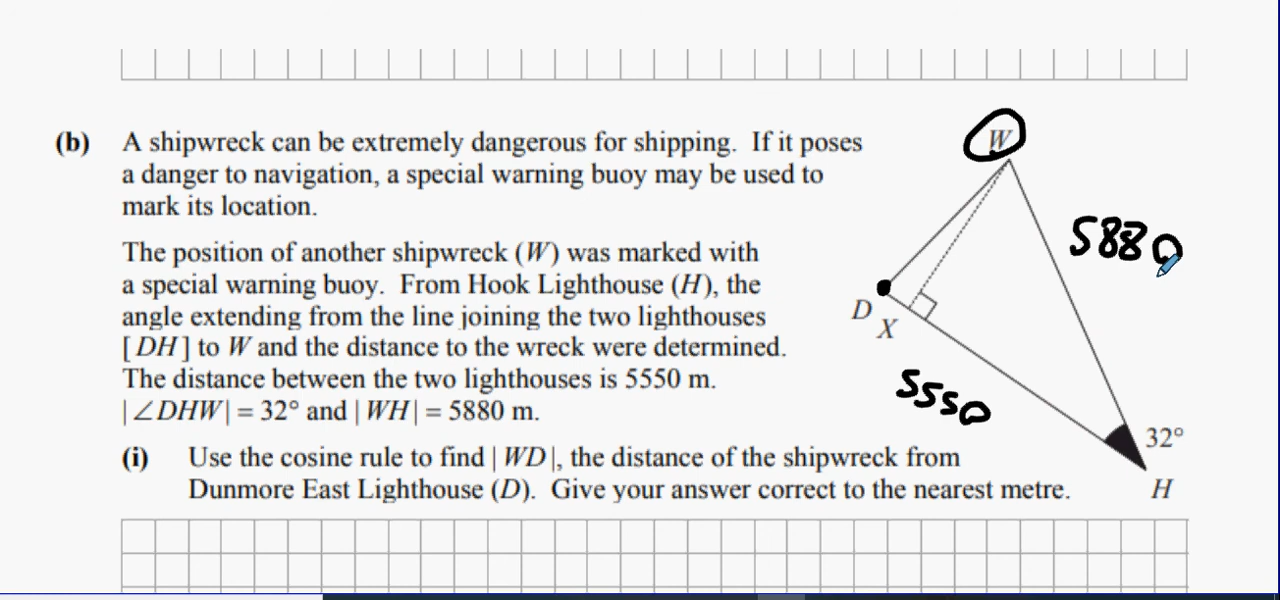 (b) A shipwreck can be extremely dangerous for shipping. If it poses
a danger to navigation, a special warning buoy may be used to
mark its location.
The position of another shipwreck (W) was marked with
a special warning buoy. From Hook Lighthouse (H), the
angle extending from the line joining the two lighthouses
[DH] to W and the distance to the wreck were determined.
The distance between the two lighthouses is 5550 m.
|∠DHW| = 32° and |WH| = 5880 m.
W
5880
D
X
5550
32°
H
(i) Use the cosine rule to find |WD|, the distance of the shipwreck from
Dunmore East Lighthouse (D). Give your answer correct to the nearest metre.